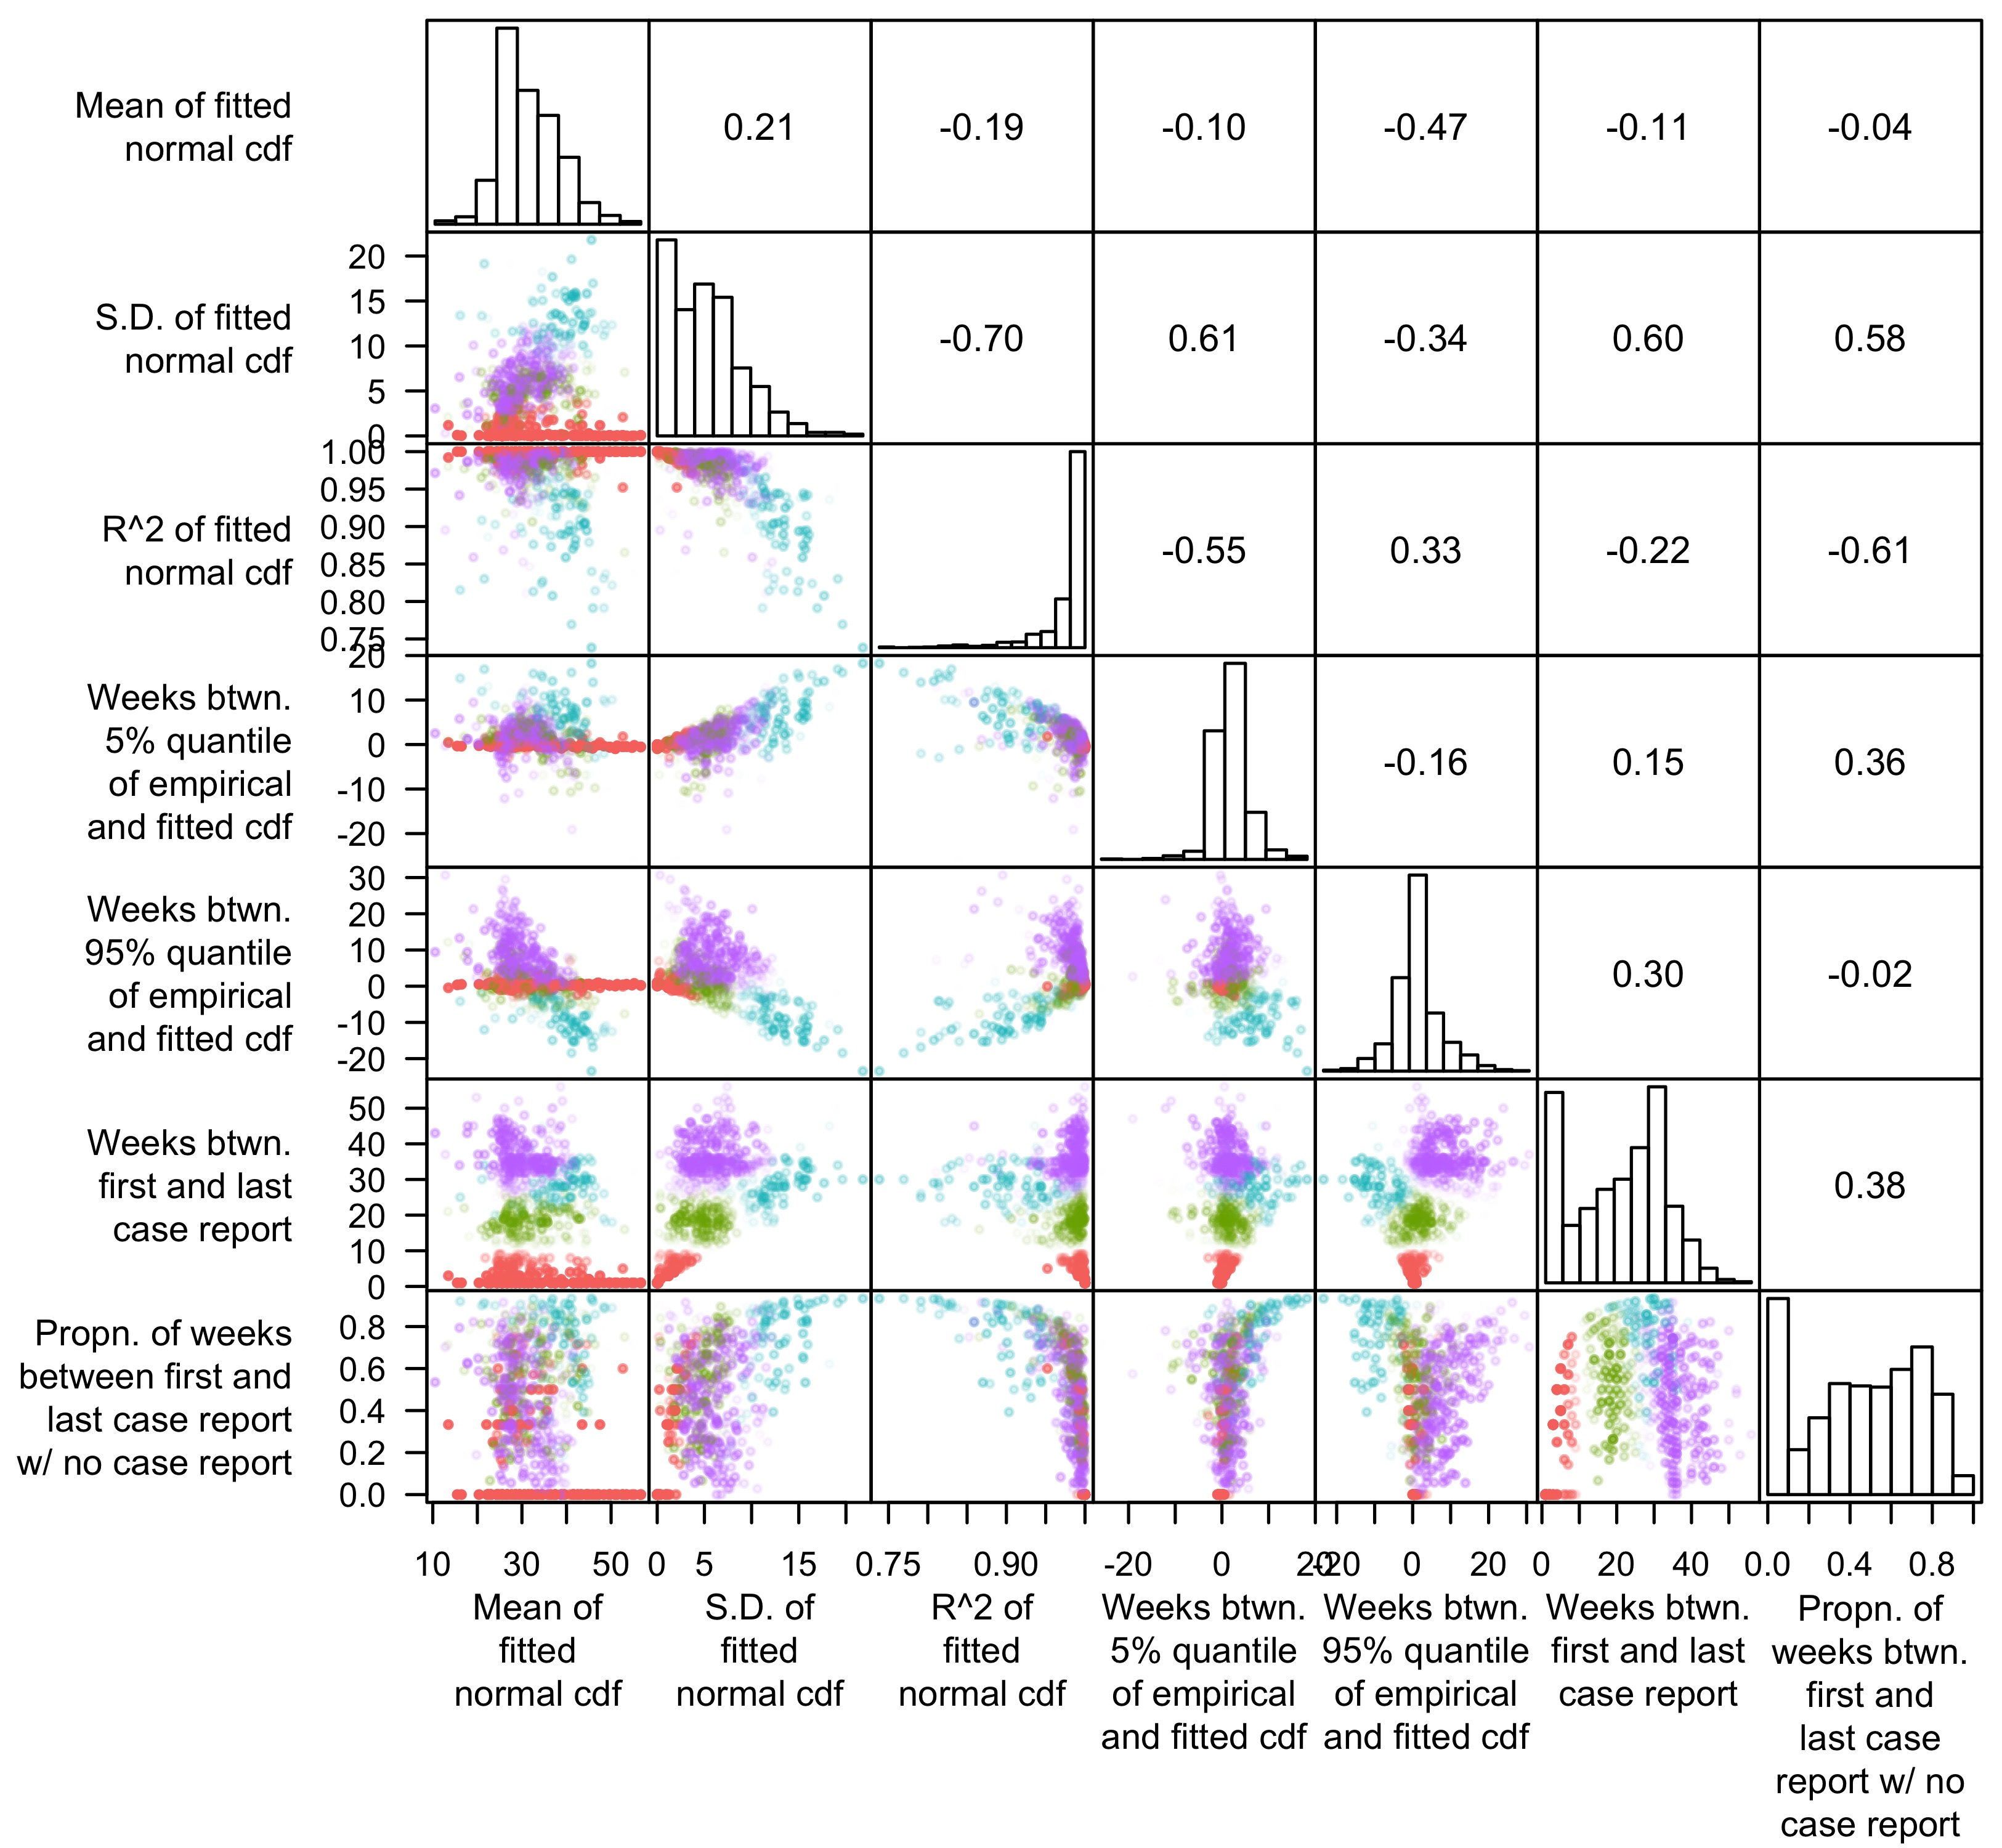 Mean of fitted
normal cdf
0.21 -0.19 -0.10 -0.47 -0.11 -0.04
20
15
10
5
0
S.D. of fitted
normal cdf
-0.70 0.61 -0.34 0.60 0.58
1.00
0.95
0.90
0.85
0.80
0.75
R^2 of fitted
normal cdf
-0.55 0.33 -0.22 -0.61
20
10
0
-10
-20
Weeks btwn.
5% quantile
of empirical
and fitted cdf
-0.16 0.15 0.36
30
20
10
0
-10
-20
Weeks btwn.
95% quantile
of empirical
and fitted cdf
0.30 -0.02
50
40
30
20
10
0
Weeks btwn.
first and last
case report
0.38
0.8
0.6
0.4
0.2
0.0
Propn. of weeks
between first and
last case report
w/ no case report
10 30 50 0 5 15 0.75 0.90 -20 0 20 -20 0 20 0 20 40 0.0 0.4 0.8
Mean of
fitted
normal cdf
S.D. of
fitted
normal cdf
R^2 of
fitted
normal cdf
Weeks btwn.
5% quantile
of empirical
and fitted cdf
Weeks btwn.
95% quantile
of empirical
and fitted cdf
Weeks btwn.
first and last
case report
Propn. of
weeks btwn.
first and
last case
report w/ no
case report